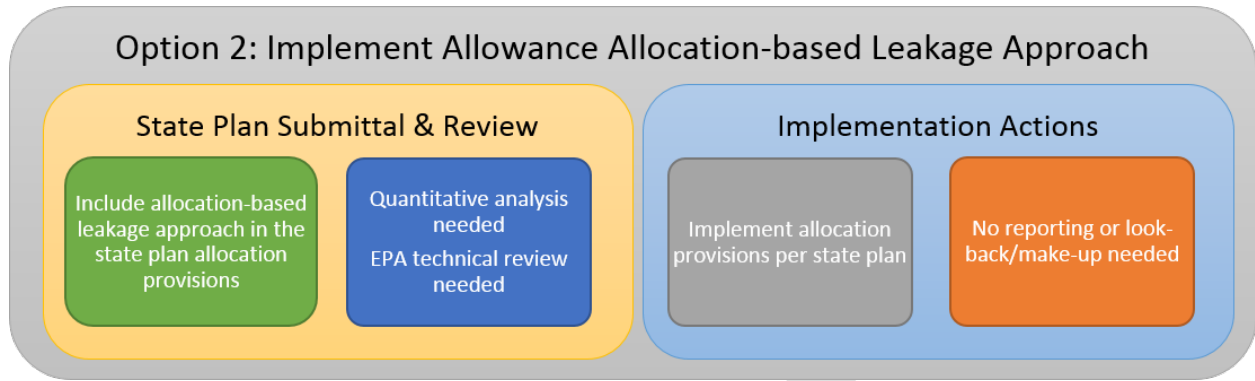 Option 2: Implement Allowance Allocation-based Leakage Approach
State Plan Submittal & Review
Include allocation-based
leakage approach in the
state plan allocation
provisions
Quantitative analysis
needed
EPA technical review
needed
Implementation Actions
Implement allocation
provisions per state plan
No reporting or look-
back/make-up needed